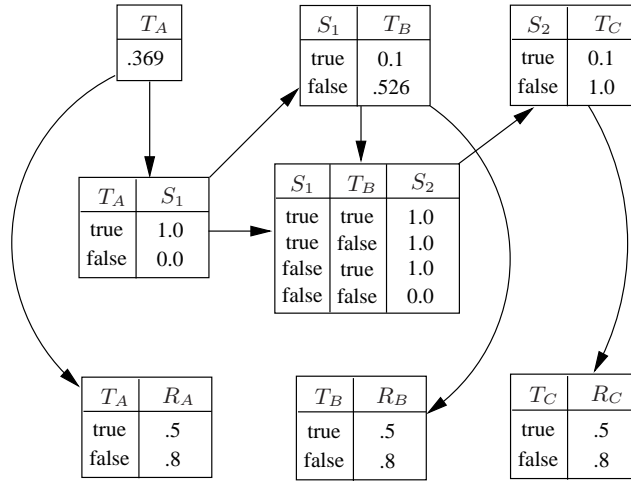 T_A
.369
S_1 T_B
true 0.1
false .526
S_2 T_C
true 0.1
false 1.0
T_A S_1
true 1.0
false 0.0
S_1 T_B S_2
true true 1.0
true false 1.0
false true 1.0
false false 0.0
T_A R_A
true .5
false .8
T_B R_B
true .5
false .8
T_C R_C
true .5
false .8